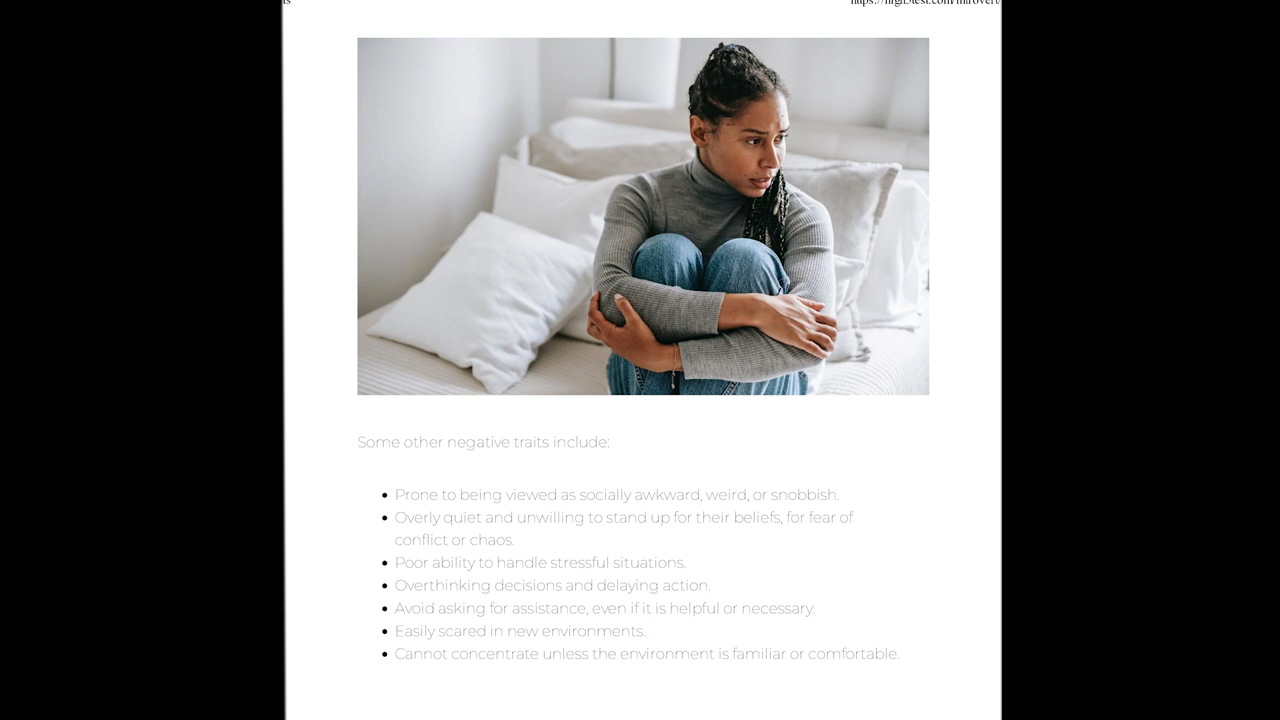 Some other negative traits include:
Prone to being viewed as socially awkward, weird, or snobbish.
Overly quiet and unwilling to stand up for their beliefs, for fear of
conflict or chaos.
Poor ability to handle stressful situations.
Overthinking decisions and delaying action.
Avoid asking for assistance, even if it is helpful or necessary.
Easily scared in new environments.
Cannot concentrate unless the environment is familiar or comfortable.